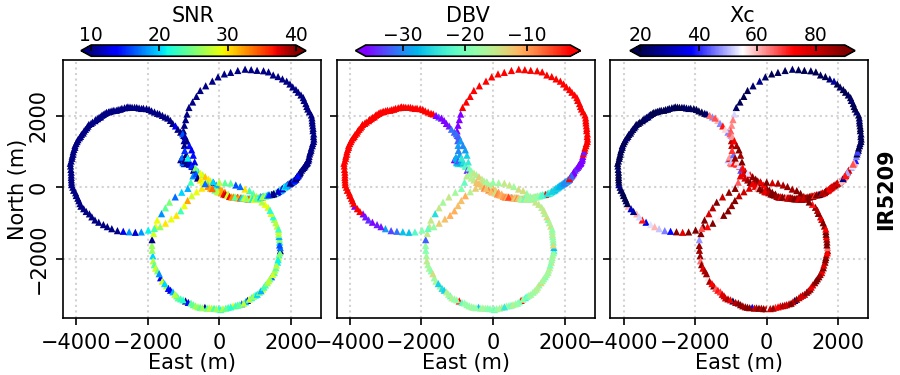 SNR DBV Xc
10 20 30 40 −30 −20 −10 20 40 60 80
North (m)
2000
0
−2000
IR5209
−4000 −2000 0 2000 −4000 −2000 0 2000 −4000 −2000 0 2000
East (m) East (m) East (m)